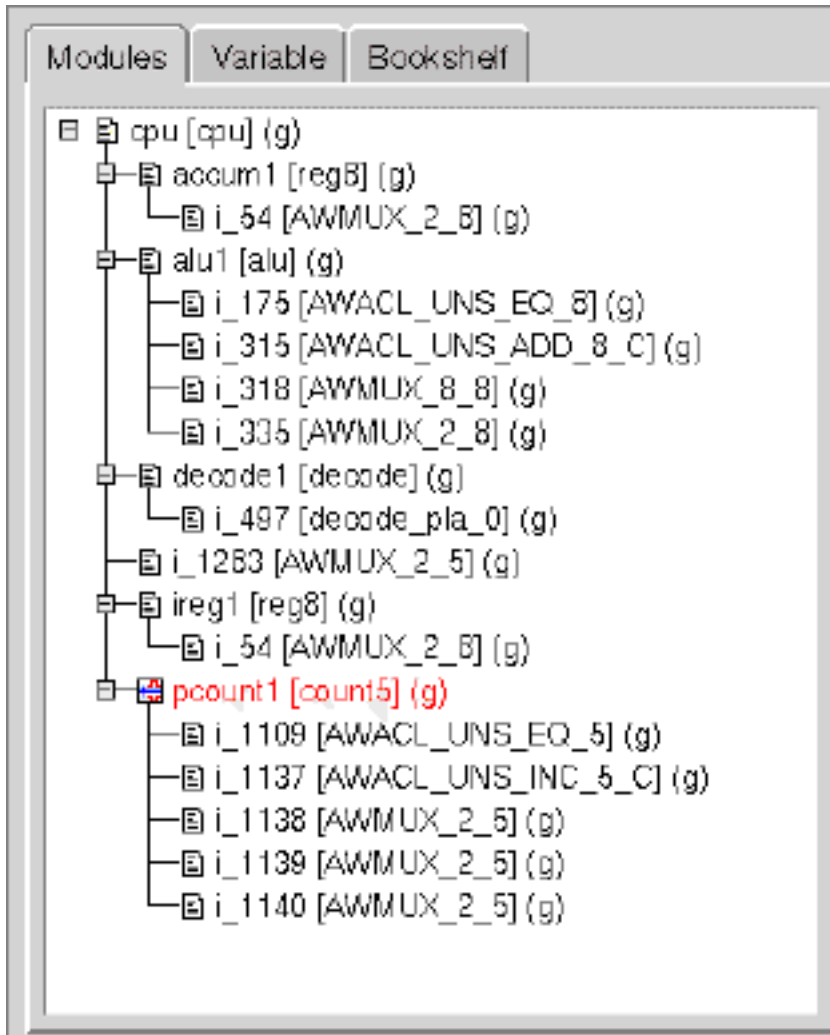 Modules Variable Bookshelf
cpu [cpu] (g)
accum1 [reg8] (g)
i_54 [AWMUX_2_8] (g)
alu1 [alu] (g)
i_175 [AWACL_UNS_EQ_8] (g)
i_315 [AWACL_UNS_ADD_8_C] (g)
i_318 [AWMUX_8_8] (g)
i_335 [AWMUX_2_8] (g)
decode1 [decode] (g)
i_497 [decode_pla_0] (g)
i_1263 [AWMUX_2_5] (g)
ireg1 [reg8] (g)
i_54 [AWMUX_2_8] (g)
pcount1 [count5] (g)
i_1109 [AWACL_UNS_EQ_5] (g)
i_1137 [AWACL_UNS_INC_5_C] (g)
i_1138 [AWMUX_2_5] (g)
i_1139 [AWMUX_2_5] (g)
i_1140 [AWMUX_2_5] (g)